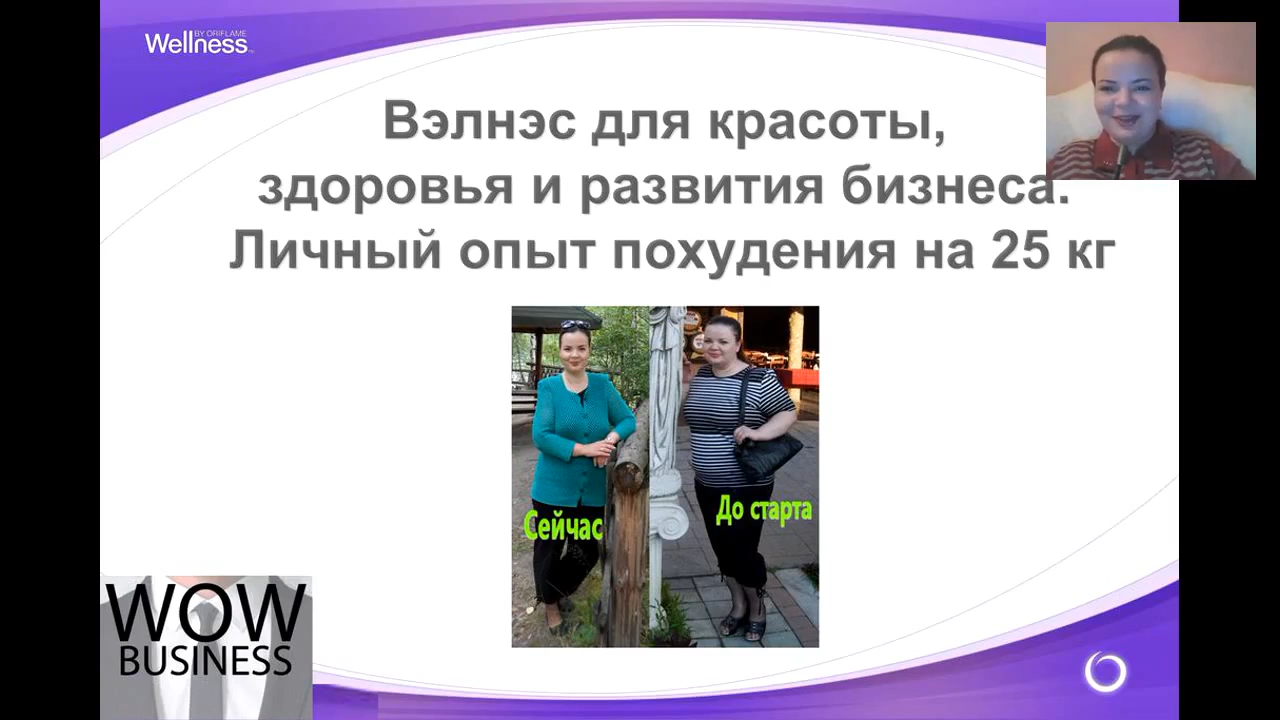 BY ORIFLAME
Wellness
Вэлнэс для красоты,
здоровья и развития бизнеса.
Личный опыт похудения на 25 кг
Сейчас
До старта
WOW
BUSINESS